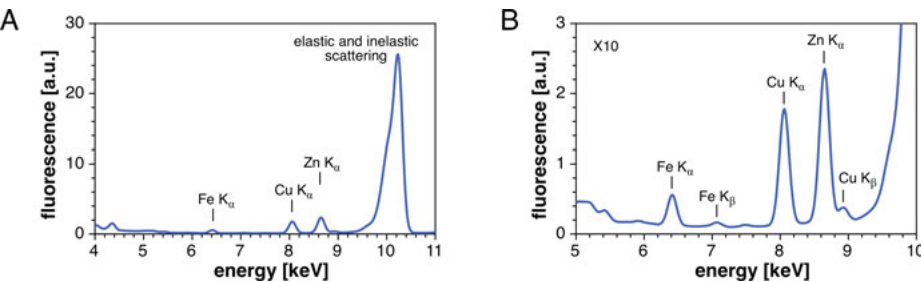 A
fluorescence [a.u.]
30
20
10
0
elastic and inelastic
scattering
Fe Kα
Cu Kα
Zn Kα
4 5 6 7 8 9 10 11
energy [keV]
B
fluorescence [a.u.]
3
2
1
0
X10
Fe Kα
Fe Kβ
Cu Kα
Zn Kα
Cu Kβ
5 6 7 8 9 10
energy [keV]